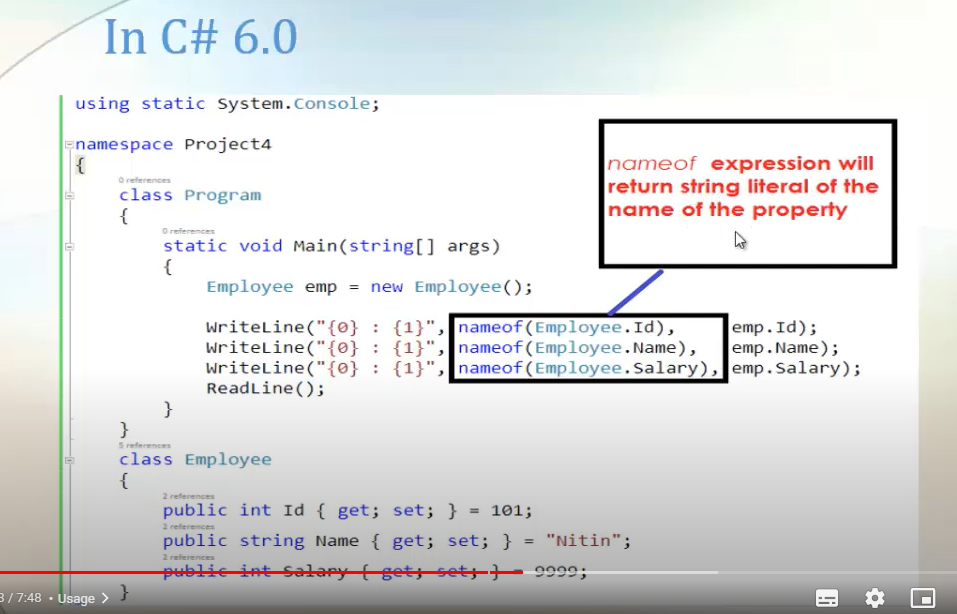 In C# 6.0
using static System.Console;
namespace Project4
{
0 references
class Program
{
0 references
static void Main(string[] args)
{
Employee emp = new Employee();
WriteLine("{0} : {1}", nameof(Employee.Id), emp.Id);
WriteLine("{0} : {1}", nameof(Employee.Name), emp.Name);
WriteLine("{0} : {1}", nameof(Employee.Salary), emp.Salary);
ReadLine();
}
}
nameof expression will
return string literal of the
name of the property
5 references
class Employee
{
2 references
public int Id { get; set; } = 101;
2 references
public string Name { get; set; } = "Nitin";
2 references
public int Salary { get; set; } = 9999;
}
/ 7:48 • Usage >